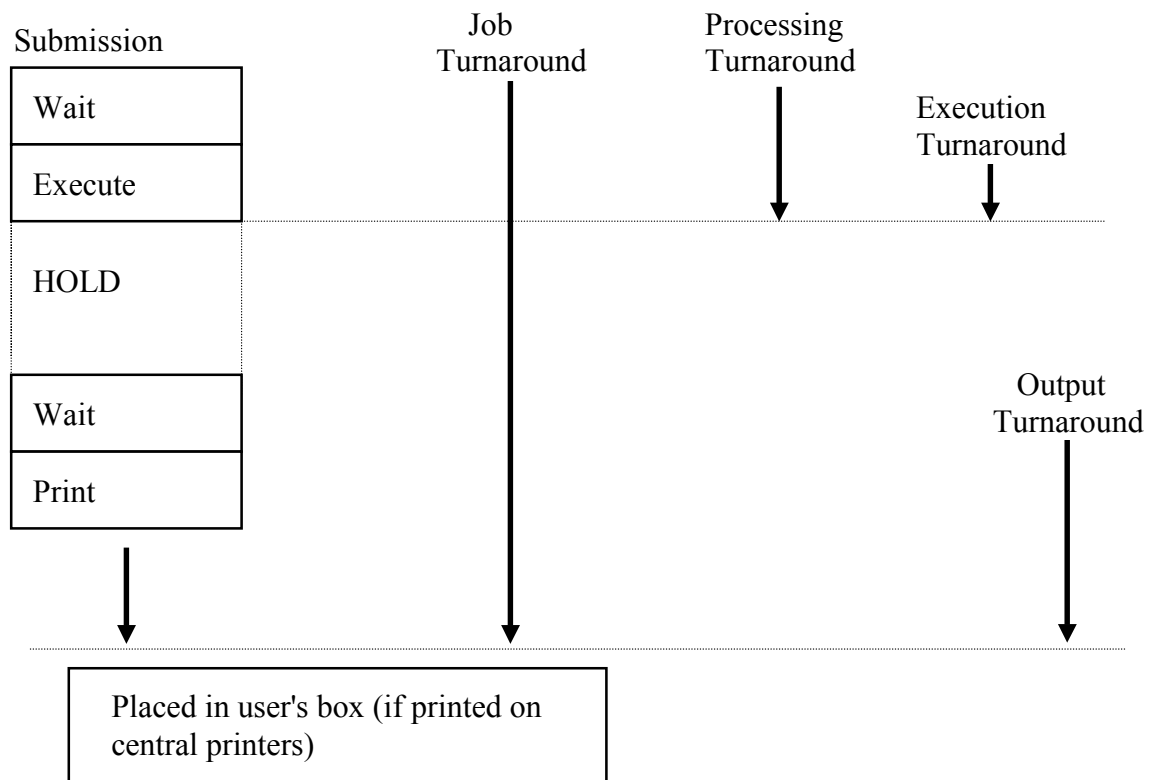 Submission
Job
Turnaround
Processing
Turnaround
Execution
Turnaround
Wait
Execute
HOLD
Wait
Print
Output
Turnaround
Placed in user's box (if printed on
central printers)